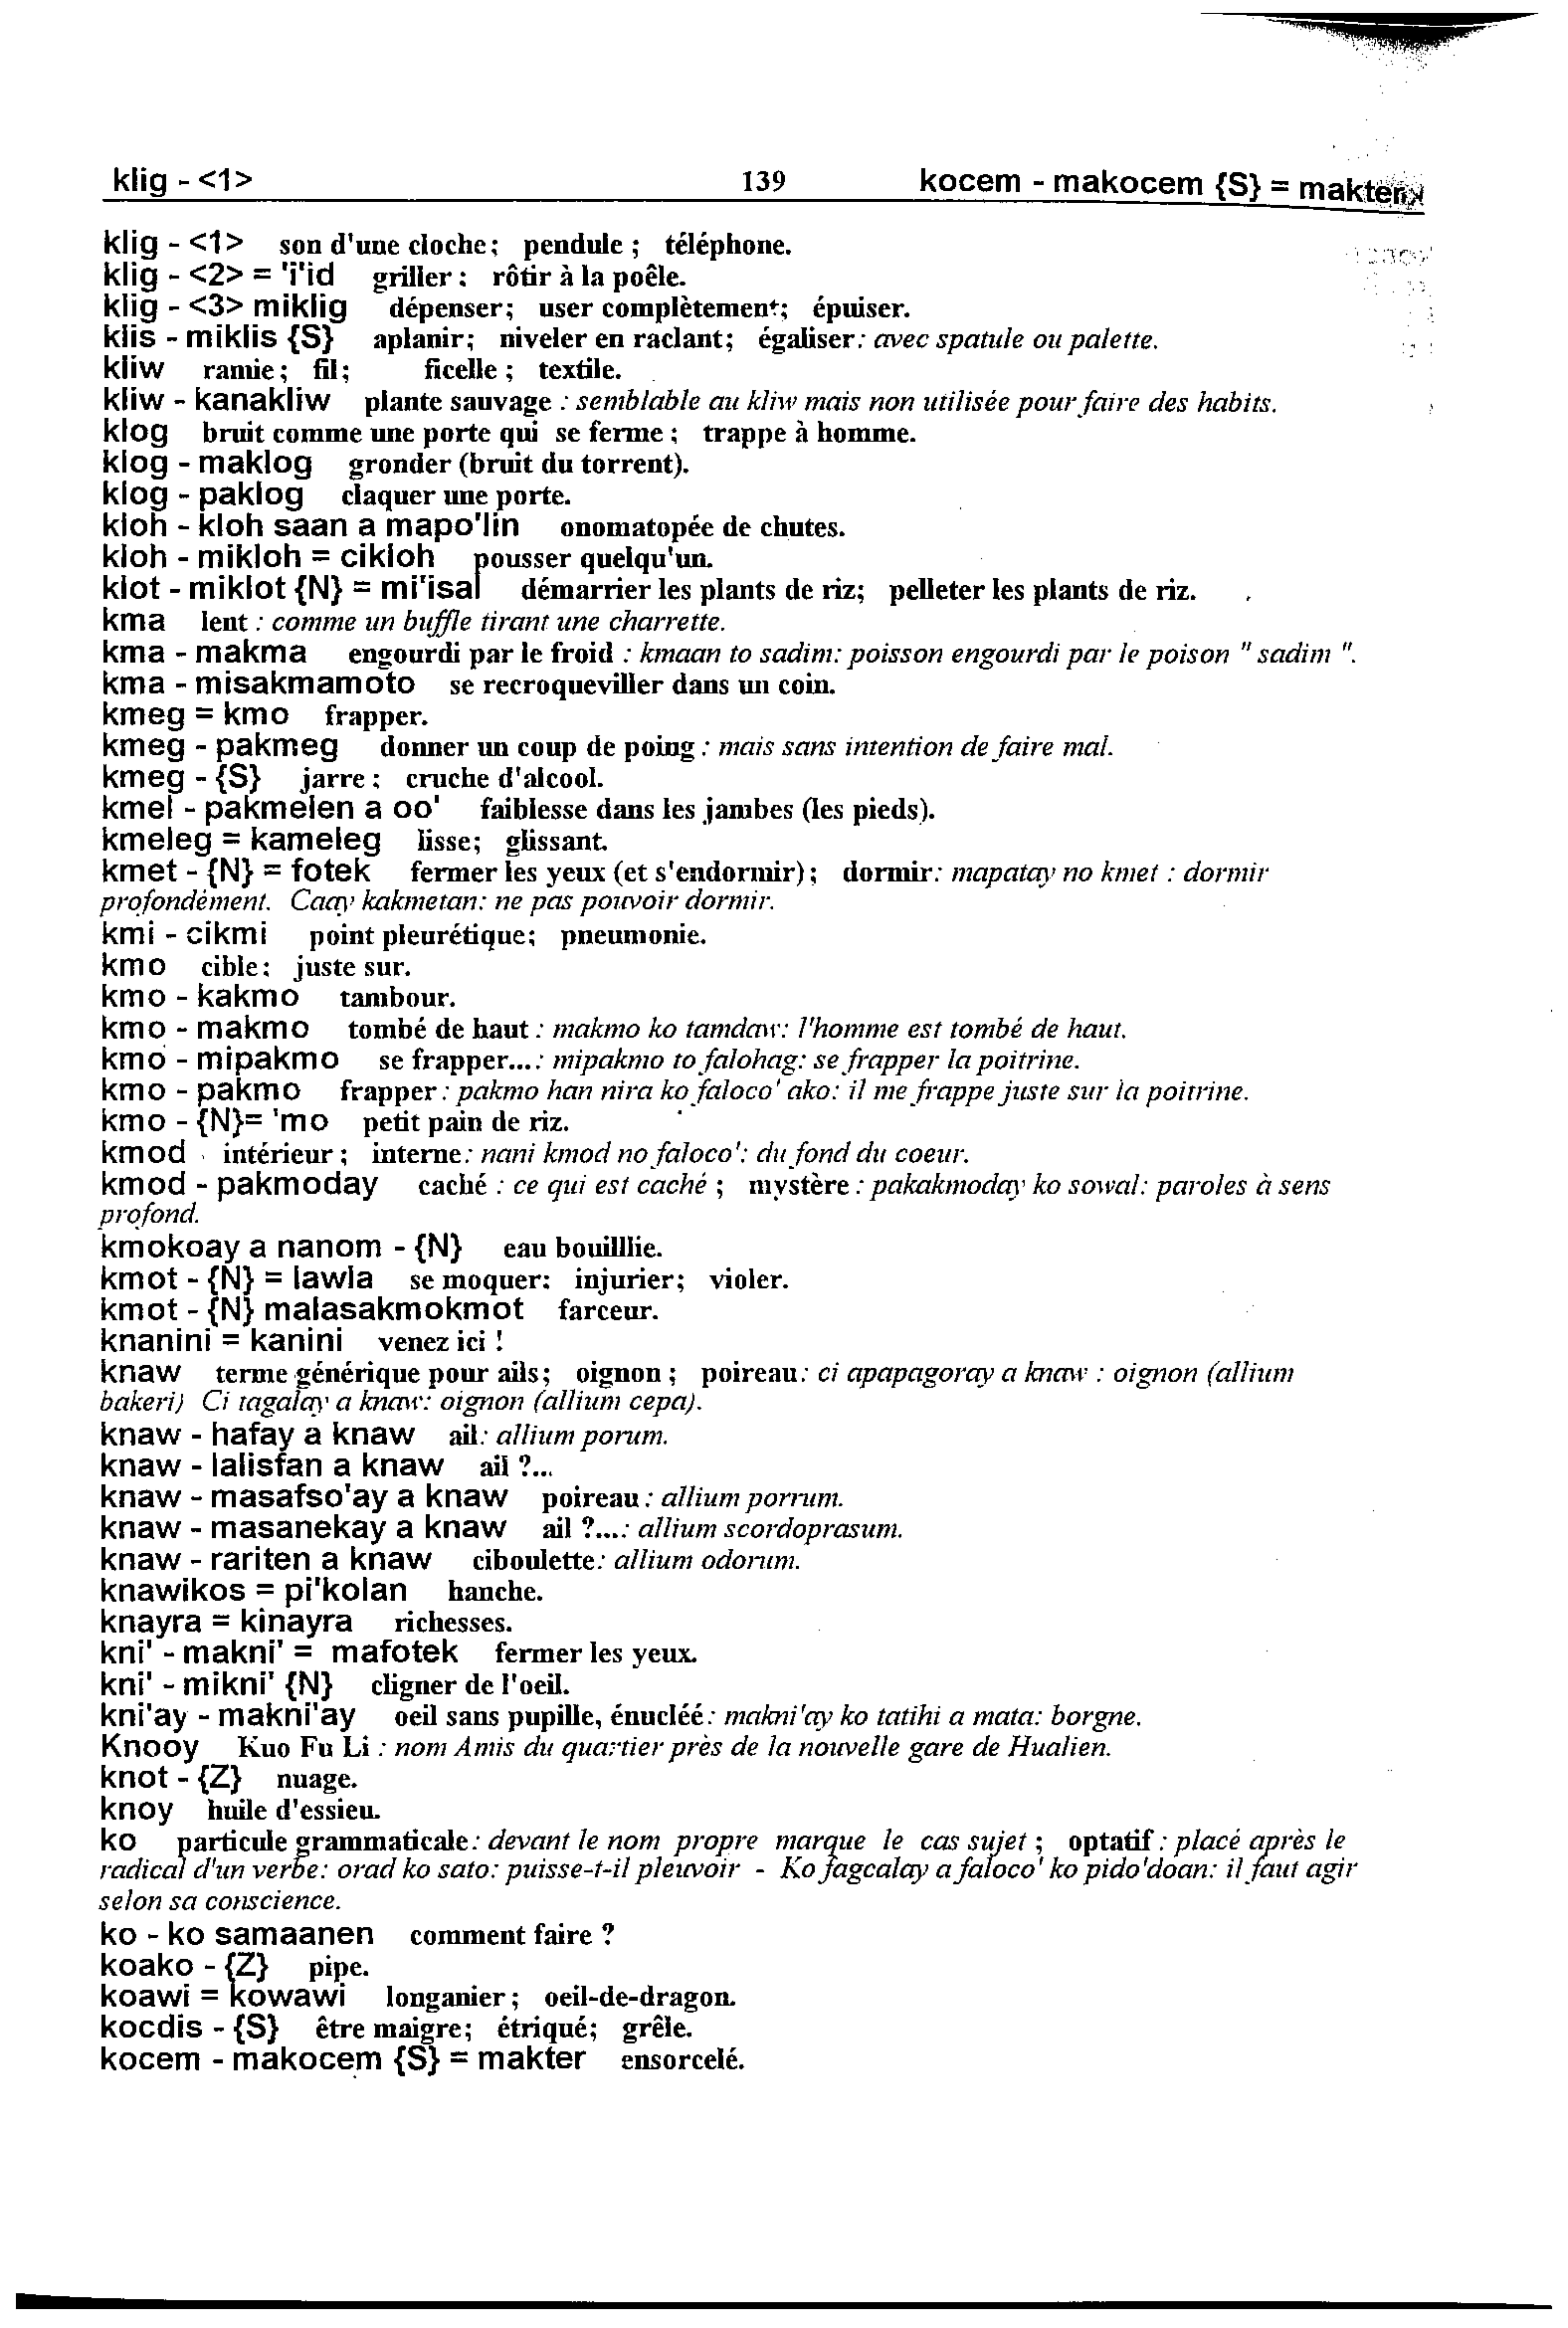 klig - <1> 139 kocem - makocem {S} = makter
klig - <1> son d'une cloche; pendule ; téléphone.
klig - <2> = 'i'id griller ; rôtir à la poêle.
klig - <3> miklig dépenser; user complètement; épuiser.
klis - miklis {S} aplanir; niveler en raclant; égaliser: avec spatule ou palette.
kliw ramie ; fil; ficelle ; textile.
kliw - kanakliw plante sauvage : semblable au kliw mais non utilisée pour faire des habits.
klog bruit comme une porte qui se ferme ; trappe à homme.
klog - maklog gronder (bruit du torrent).
klog - paklog claquer une porte.
kloh - kloh saan a mapo'lin onomatopée de chutes.
kloh - mikloh = cikloh pousser quelqu'un.
klot - miklot {N} = mi'isal démarrier les plants de riz; pelleter les plants de riz.
kma lent : comme un buffle tirant une charrette.
kma - makma engourdi par le froid : kmaan to sadim: poisson engourdi par le poison " sadim ".
kma - misakmamoto se recroqueviller dans un coin.
kmeg = kmo frapper.
kmeg - pakmeg donner un coup de poing : mais sans intention de faire mal.
kmeg - {S} jarre ; cruche d'alcool.
kmel - pakmelen a oo' faiblesse dans les jambes (les pieds).
kmeleg = kameleg lisse; glissant.
kmet - {N} = fotek fermer les yeux (et s'endormir) ; dormir: mapatay no kmet : dormir
profondément. Caay kakmetan: ne pas pouvoir dormir.
kmi - cikmi point pleurétique; pneumonie.
kmo cible; juste sur.
kmo - kakmo tambour.
kmo - makmo tombé de haut : makmo ko tamdaw: l'homme est tombé de haut.
kmo - mipakmo se frapper...: mipakmo to falohag: se frapper la poitrine.
kmo - pakmo frapper : pakmo han nira ko faloco' ako: il me frappe juste sur la poitrine.
kmo - {N}= 'mo petit pain de riz.
kmod intérieur ; interne: nani kmod no faloco': du fond du coeur.
kmod - pakmoday caché : ce qui est caché ; mystère : pakakmoday ko sowal: paroles à sens
profond.
kmokoay a nanom - {N} eau bouilllie.
kmot - {N} = lawla se moquer; injurier; violer.
kmot - {N} malasakmokmot farceur.
knanini = kanini venez ici !
knaw terme générique pour ails; oignon ; poireau: ci apapagoray a knaw : oignon (allium
bakeri) Ci tagalay a knaw: oignon (allium cepa).
knaw - hafay a knaw ail: allium porum.
knaw - lalisfan a knaw ail ?...
knaw - masafso'ay a knaw poireau : allium porrum.
knaw - masanekay a knaw ail ?...: allium scordoprasum.
knaw - rariten a knaw ciboulette: allium odorum.
knawikos = pi'kolan hanche.
knayra = kinayra richesses.
kni' - makni' = mafotek fermer les yeux.
kni' - mikni' {N} cligner de l'oeil.
kni'ay - makni'ay oeil sans pupille, énucléé: makni'ay ko tatihi a mata: borgne.
Knooy Kuo Fu Li : nom Amis du quartier près de la nouvelle gare de Hualien.
knot - {Z} nuage.
knoy huile d'essieu.
ko particule grammaticale: devant le nom propre marque le cas sujet ; optatif : placé après le
radical d'un verbe: orad ko sato: puisse-t-il pleuvoir - Ko fagcalay a faloco' ko pido'doan: il faut agir
selon sa conscience.
ko - ko samaanen comment faire ?
koako - {Z} pipe.
koawi = kowawi longanier ; oeil-de-dragon.
kocdis - {S} être maigre; étriqué; grêle.
kocem - makocem {S} = makter ensorcelé.